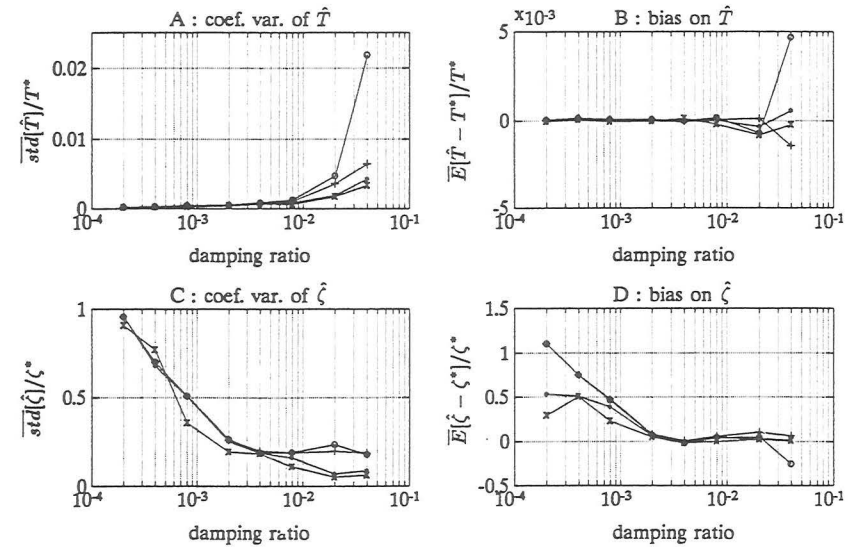 A : coef. var. of T̂
0.02
0.01
0
std[T̂]/T*
10⁻⁴ 10⁻³ 10⁻² 10⁻¹
damping ratio
x10⁻³ B : bias on T̂
5
0
-5
E̅[T̂ − T*]/T*
10⁻⁴ 10⁻³ 10⁻² 10⁻¹
damping ratio
C : coef. var. of ζ̂
1
0.5
0
std[ζ̂]/ζ*
10⁻⁴ 10⁻³ 10⁻² 10⁻¹
damping ratio
D : bias on ζ̂
1.5
1
0.5
0
-0.5
E̅[ζ̂ − ζ*]/ζ*
10⁻⁴ 10⁻³ 10⁻² 10⁻¹
damping ratio